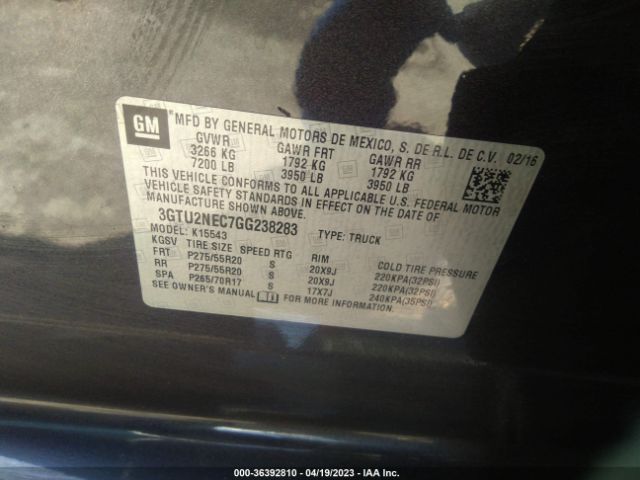 GM
*MFD BY GENERAL MOTORS DE MEXICO, S. DE R.L. DE C.V. 02/16
GVWR GAWR FRT GAWR RR
3266 KG 1792 KG 1792 KG
7200 LB 3950 LB 3950 LB
THIS VEHICLE CONFORMS TO ALL APPLICABLE U.S. FEDERAL MOTOR
VEHICLE SAFETY STANDARDS IN EFFECT ON THE DATE OF
MANUFACTURE SHOWN ABOVE.
3GTU2NEC7GG238283 TYPE: TRUCK
MODEL: K15543
KGSV TIRE SIZE SPEED RTG RIM COLD TIRE PRESSURE
FRT P275/55R20 S 20X9J 220KPA(32PSI)
RR P275/55R20 S 20X9J 220KPA(32PSI)
SPA P265/70R17 S 17X7J 240KPA(35PSI)
SEE OWNER'S MANUAL FOR MORE INFORMATION.
000-36392810 - 04/19/2023 - IAA Inc.